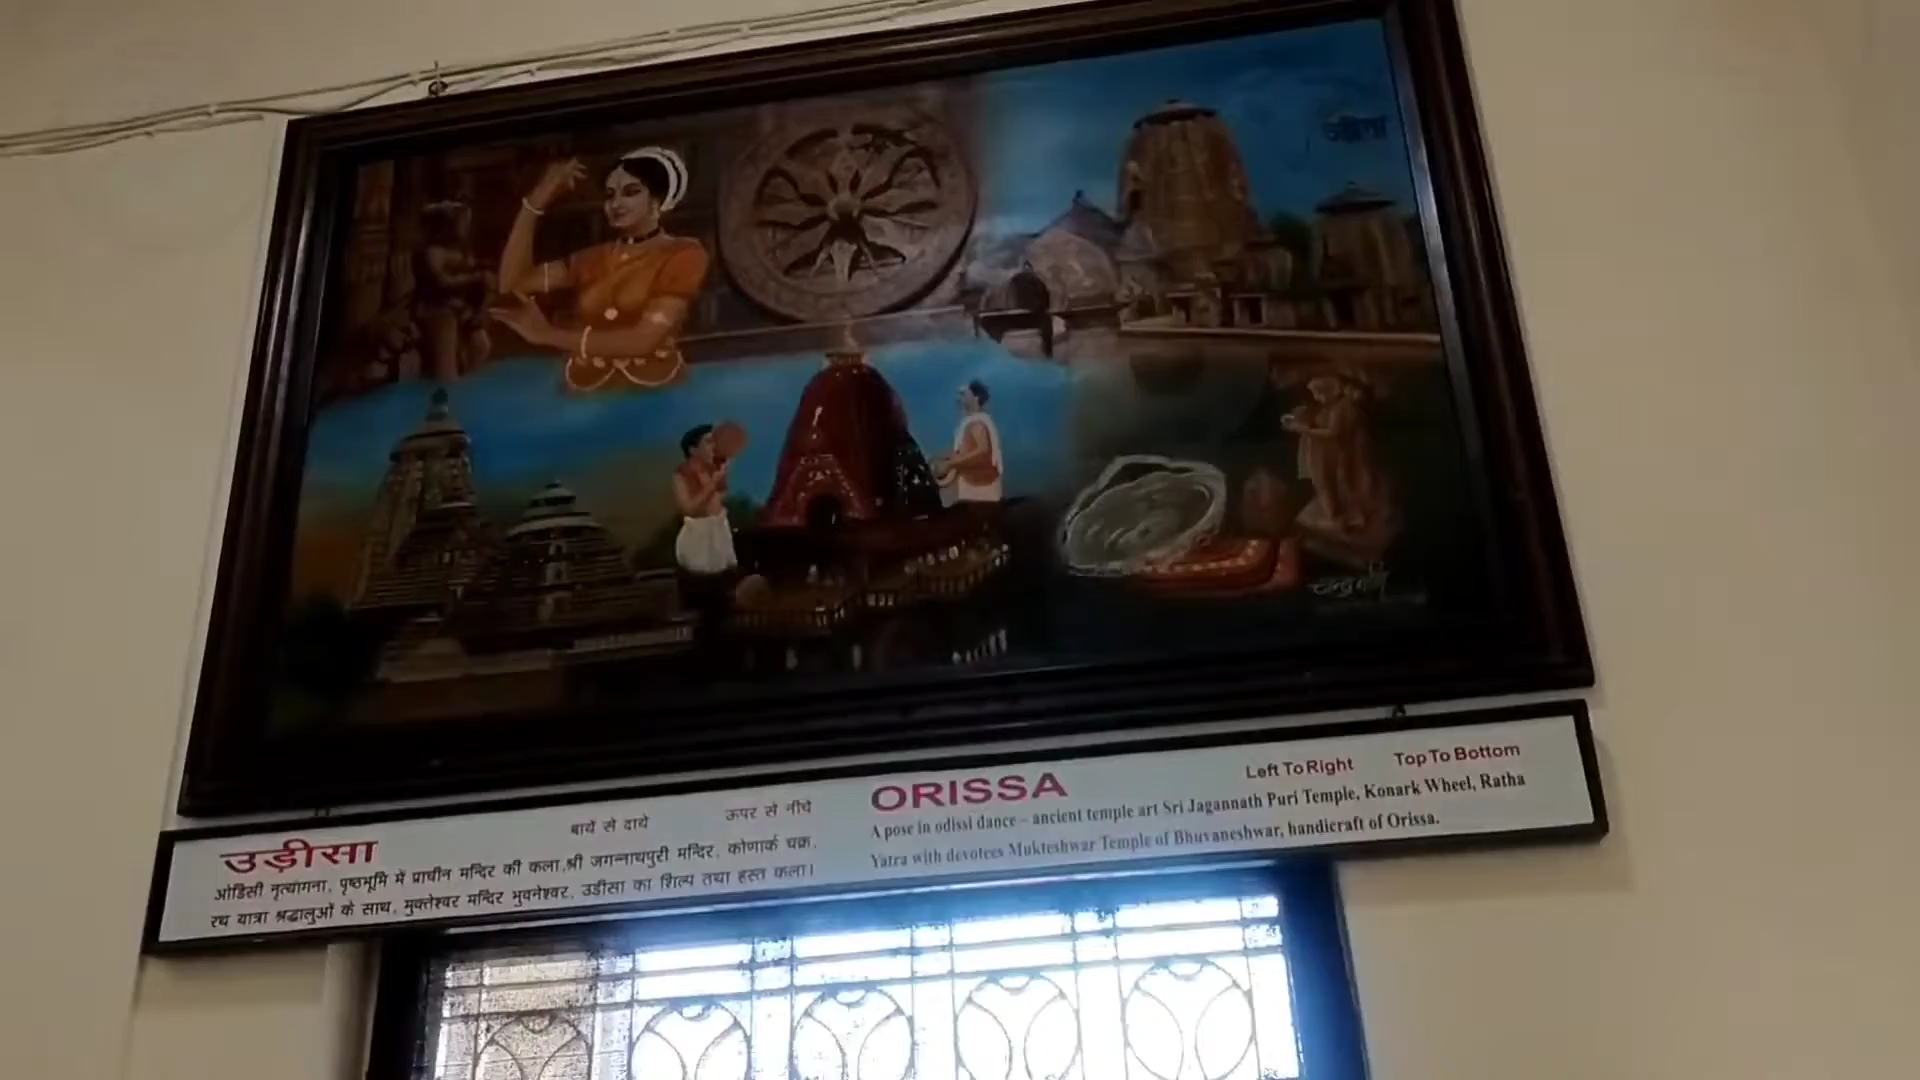 उड़ीसा
बायें से दाये ऊपर से नीचे
ओडिसी नृत्यांगना, पृष्ठभूमि में प्राचीन मन्दिर की कला,श्री जगन्नाथपुरी मन्दिर, कोणार्क चक्र,
रथ यात्रा श्रद्धालुओं के साथ, मुक्तेश्वर मन्दिर भुवनेश्वर, उडीसा का शिल्प तथा हस्त कला।
ORISSA
Left To Right Top To Bottom
A pose in odissi dance – ancient temple art Sri Jagannath Puri Temple, Konark Wheel, Ratha
Yatra with devotees Mukteshwar Temple of Bhuvaneshwar, handicraft of Orissa.